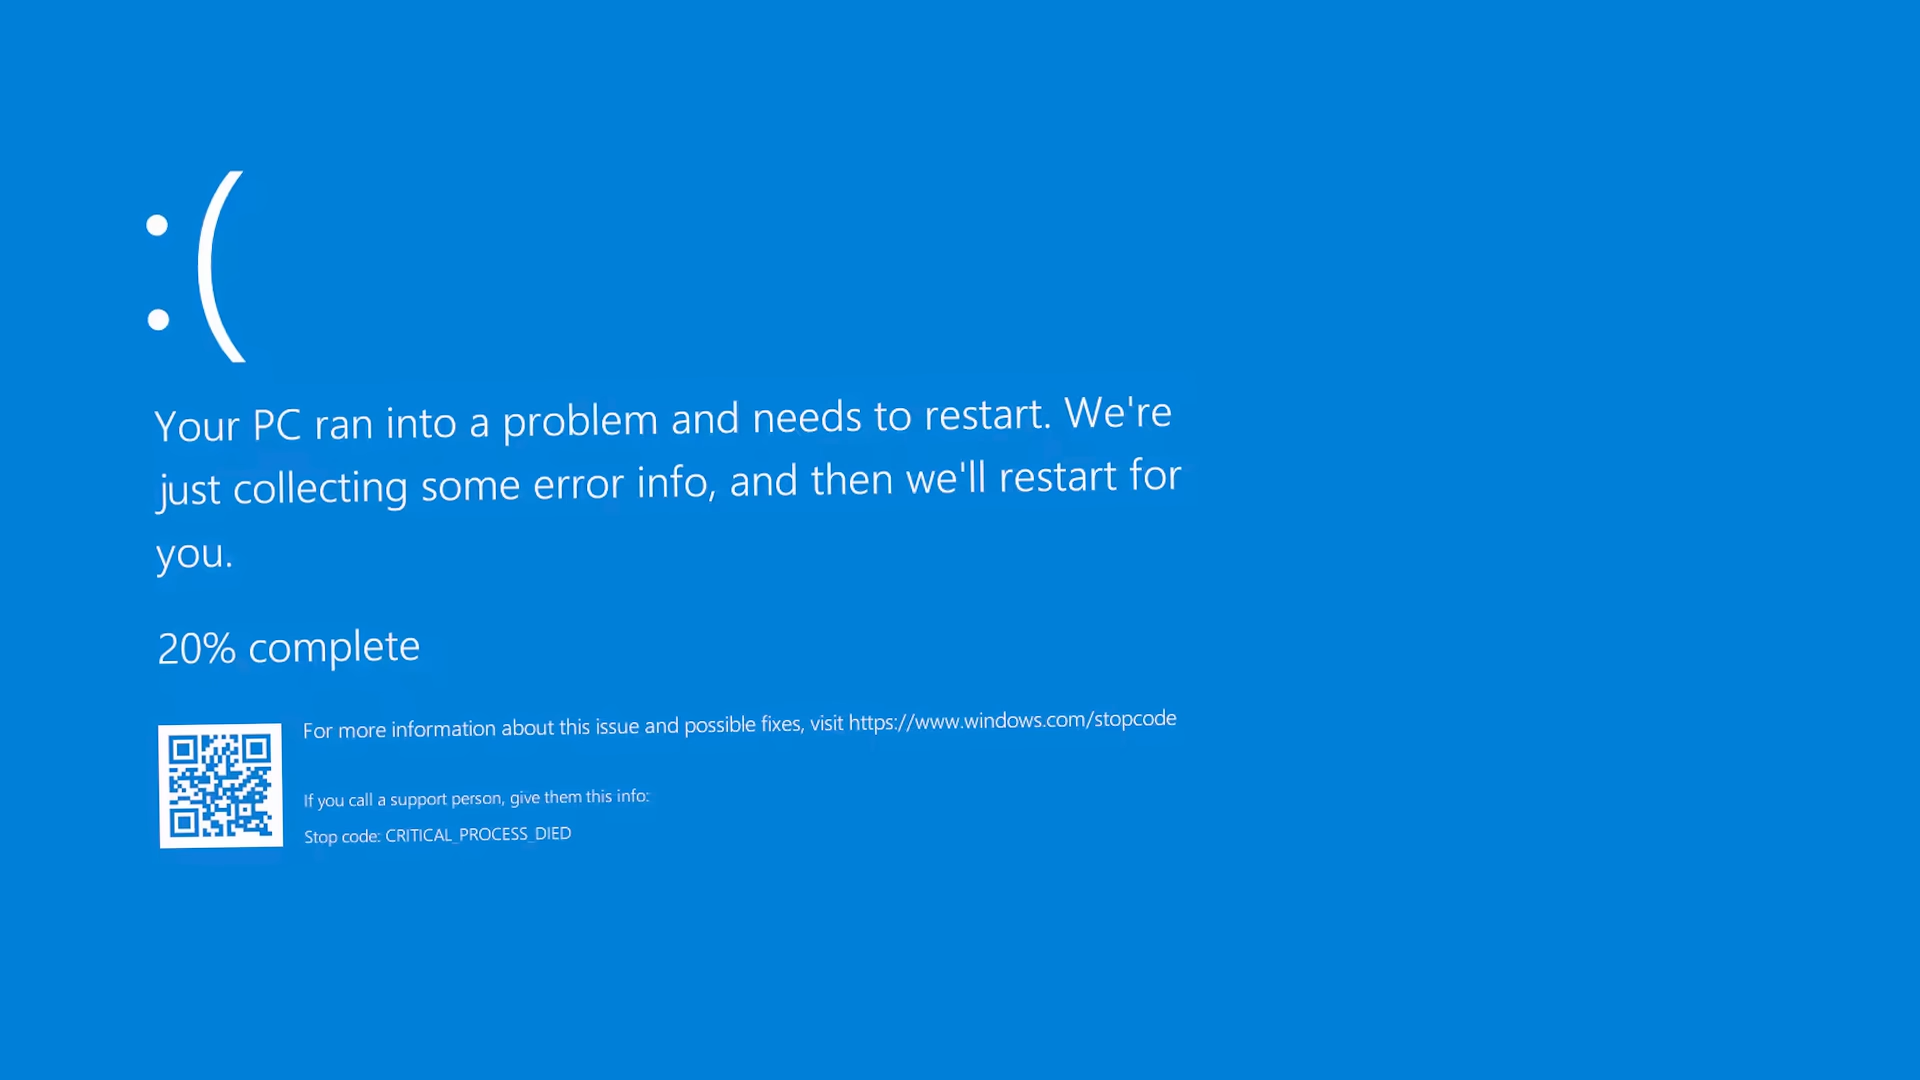 :(
Your PC ran into a problem and needs to restart. We're
just collecting some error info, and then we'll restart for
you.
20% complete
For more information about this issue and possible fixes, visit https://www.windows.com/stopcode
If you call a support person, give them this info:
Stop code: CRITICAL_PROCESS_DIED